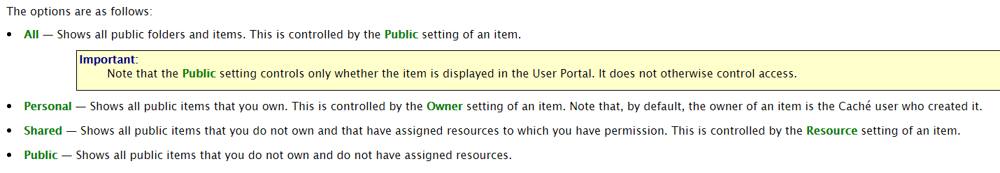 The options are as follows:
• All — Shows all public folders and items. This is controlled by the Public setting of an item.
Important:
Note that the Public setting controls only whether the item is displayed in the User Portal. It does not otherwise control access.
• Personal — Shows all public items that you own. This is controlled by the Owner setting of an item. Note that, by default, the owner of an item is the Caché user who created it.
• Shared — Shows all public items that you do not own and that have assigned resources to which you have permission. This is controlled by the Resource setting of an item.
• Public — Shows all public items that you do not own and do not have assigned resources.